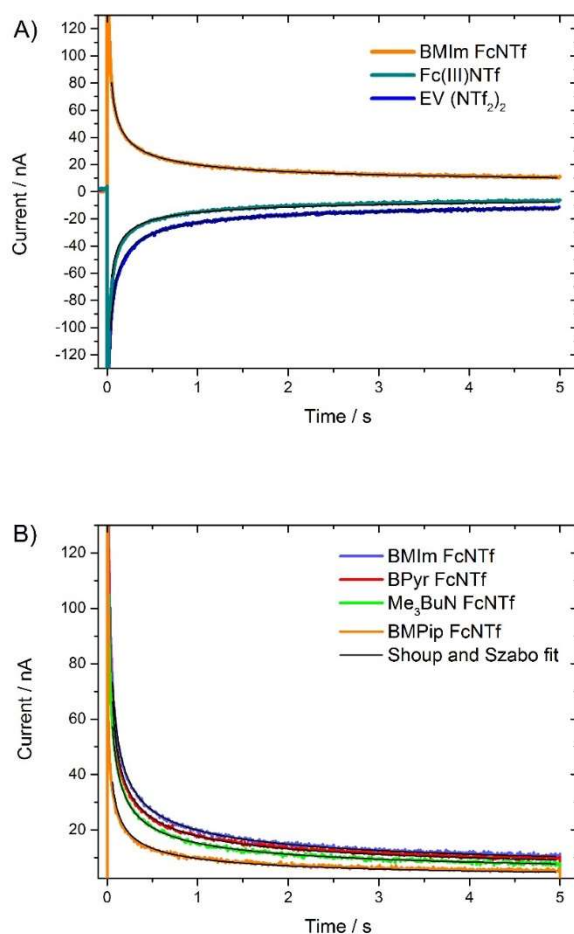 A)
BMIm FcNTf
Fc(III)NTf
EV (NTf₂)₂
Current / nA
120
100
80
60
40
20
0
-20
-40
-60
-80
-100
-120
0 1 2 3 4 5
Time / s
B)
BMIm FcNTf
BPyr FcNTf
Me₃BuN FcNTf
BMPip FcNTf
Shoup and Szabo fit
Current / nA
120
100
80
60
40
20
0 1 2 3 4 5
Time / s